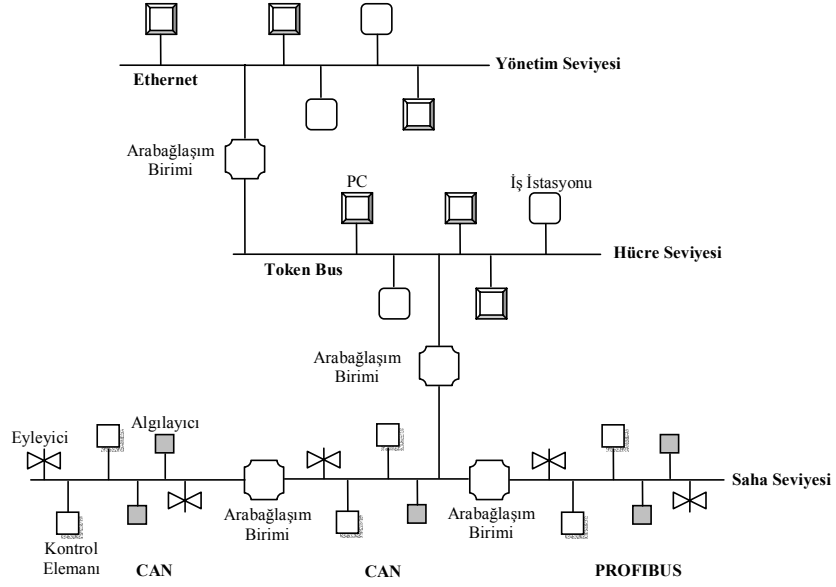 Yönetim Seviyesi
Ethernet
Arabağlaşım
Birimi
PC
İş İstasyonu
Hücre Seviyesi
Token Bus
Arabağlaşım
Birimi
Eyleyici
Algılayıcı
Saha Seviyesi
Arabağlaşım
Birimi
Arabağlaşım
Birimi
Kontrol
Elemanı
CAN
CAN
PROFIBUS